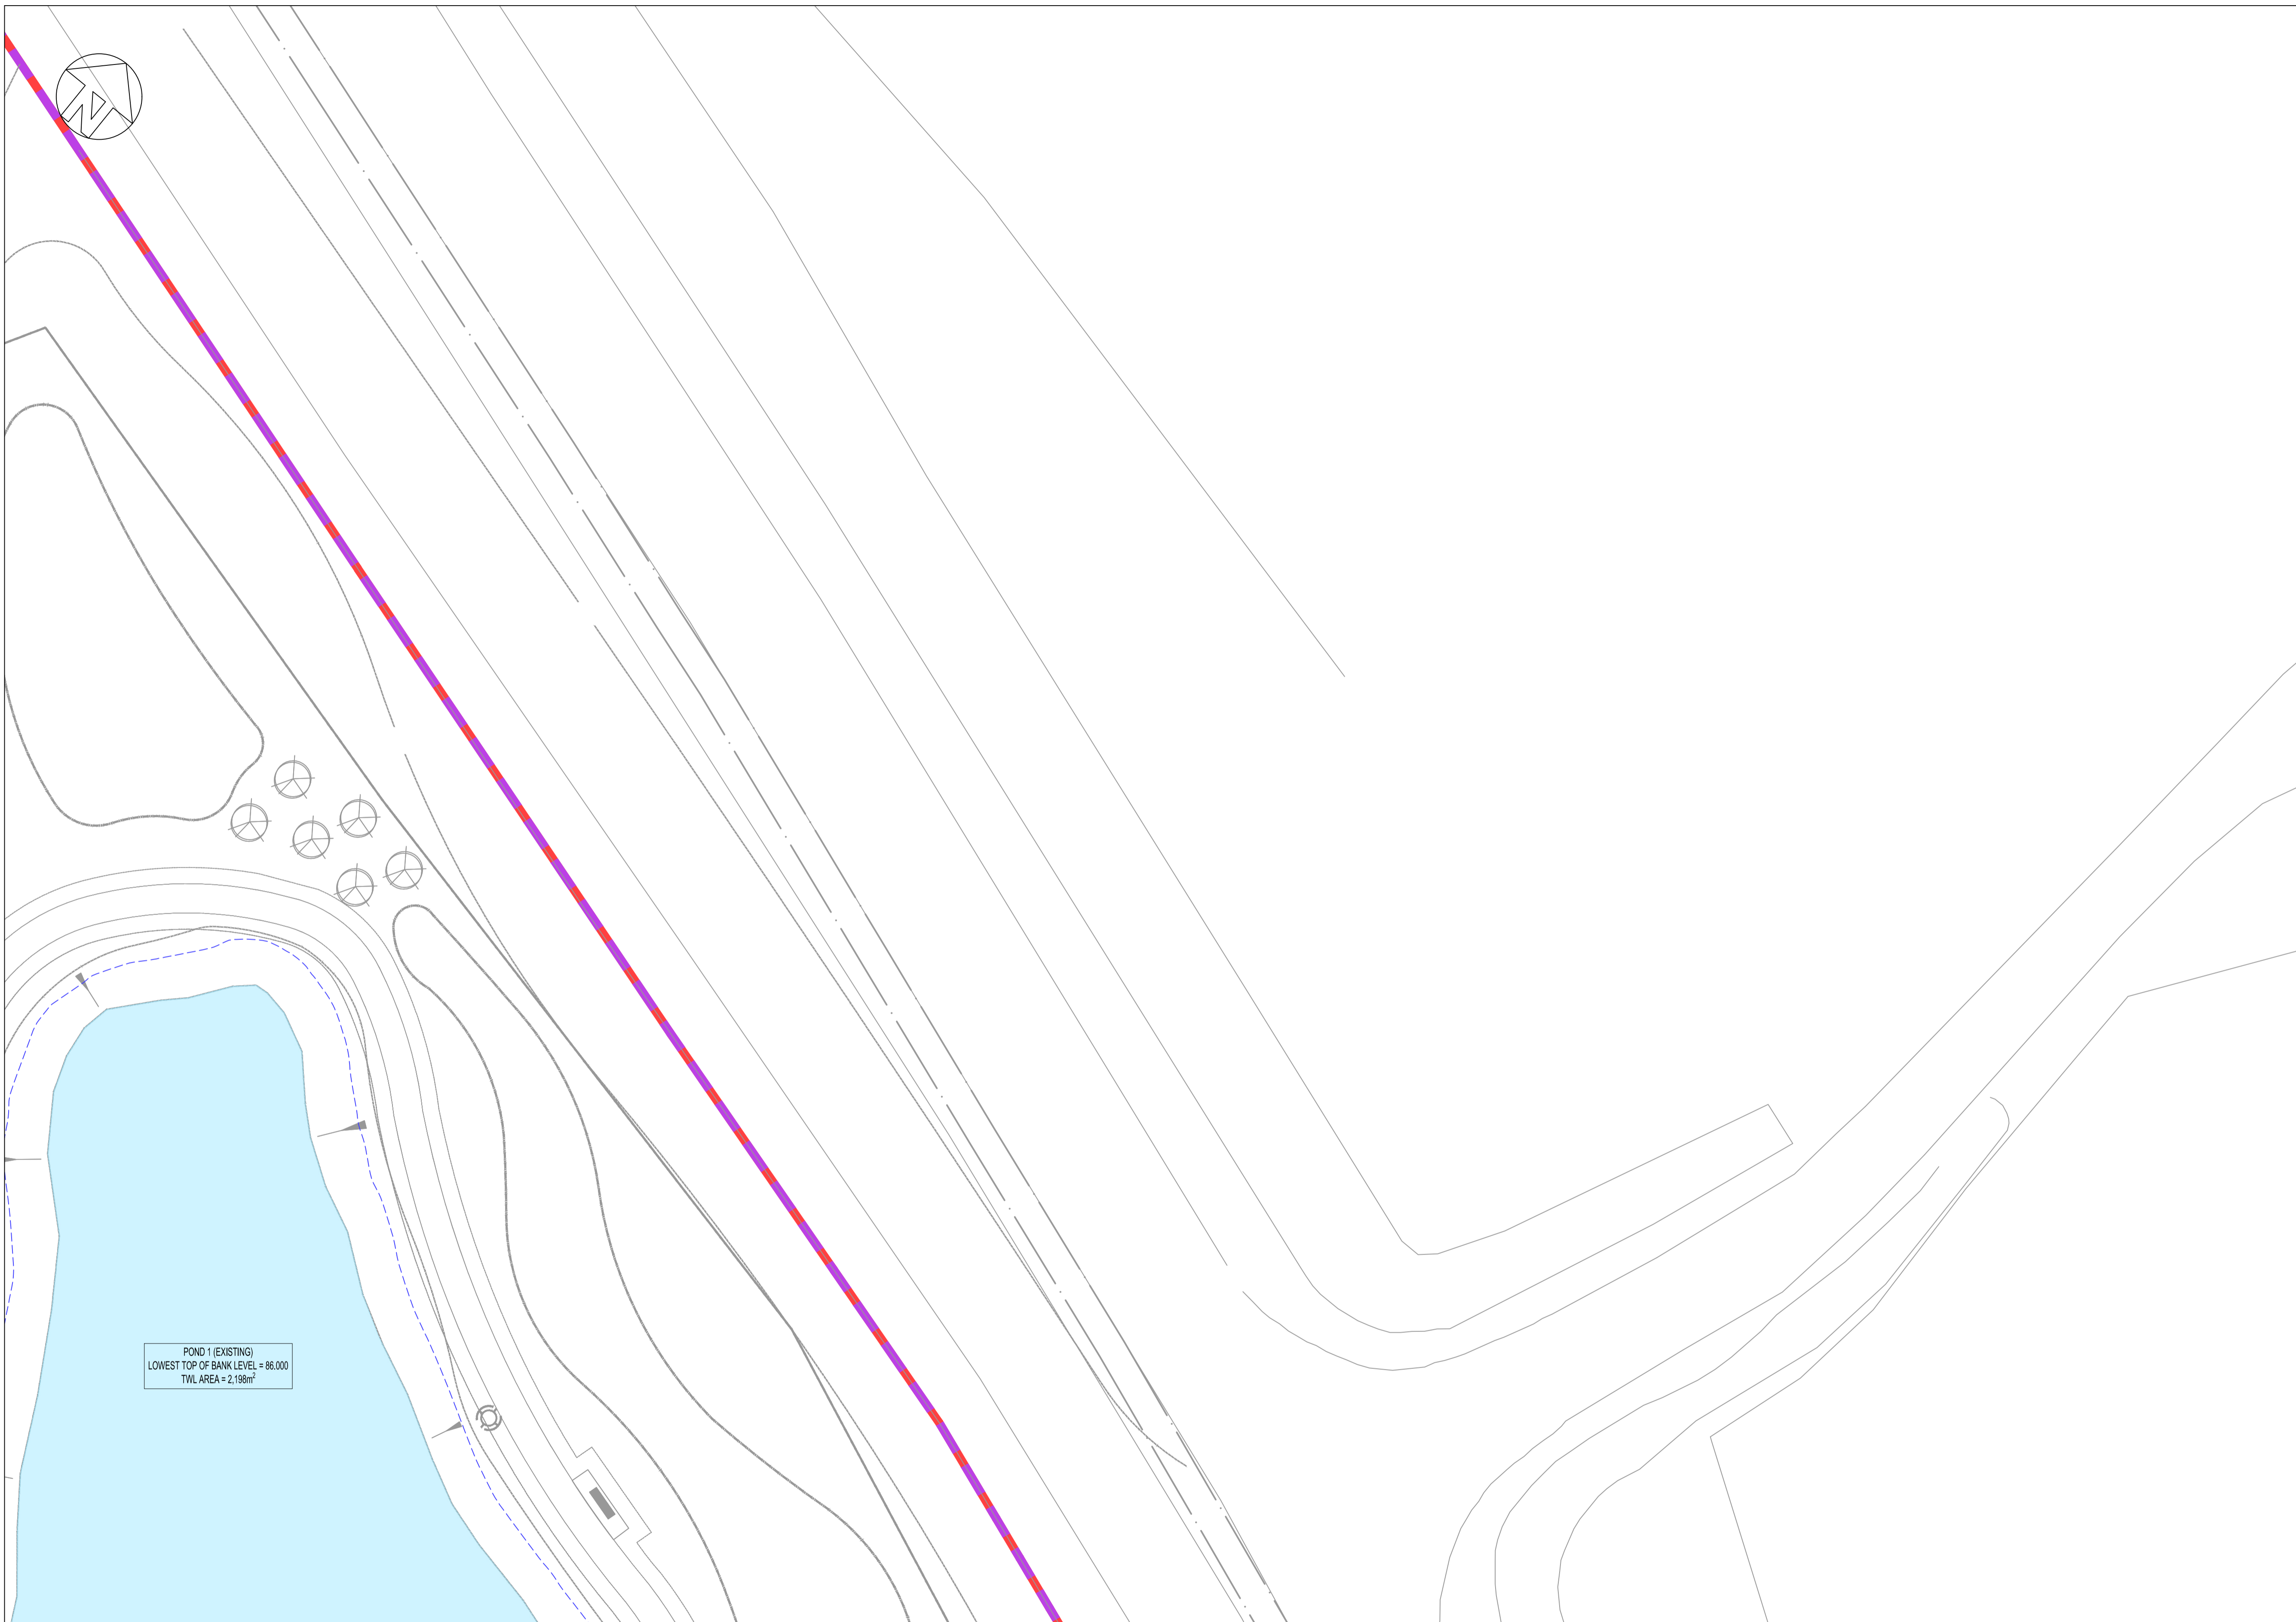 N
POND 1 (EXISTING)
LOWEST TOP OF BANK LEVEL = 86.000
TWL AREA = 2,198m²